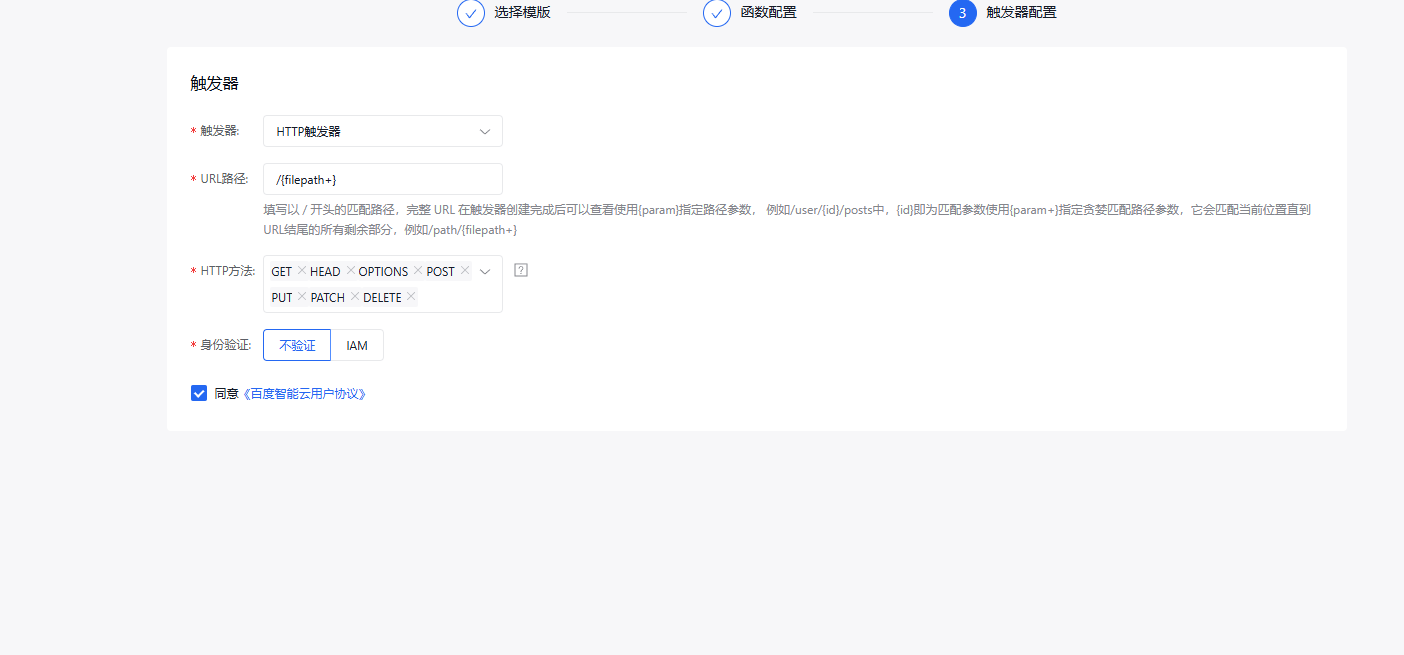 选择模版
函数配置
3 触发器配置
触发器
* 触发器: HTTP触发器
* URL路径: /{filepath+}
填写以 / 开头的匹配路径，完整 URL 在触发器创建完成后可以查看使用{param}指定路径参数， 例如/user/{id}/posts中，{id}即为匹配参数使用{param+}指定贪婪匹配路径参数，它会匹配当前位置直到
URL结尾的所有剩余部分，例如/path/{filepath+}
* HTTP方法: GET HEAD OPTIONS POST ?
PUT PATCH DELETE
* 身份验证: 不验证 IAM
同意《百度智能云用户协议》